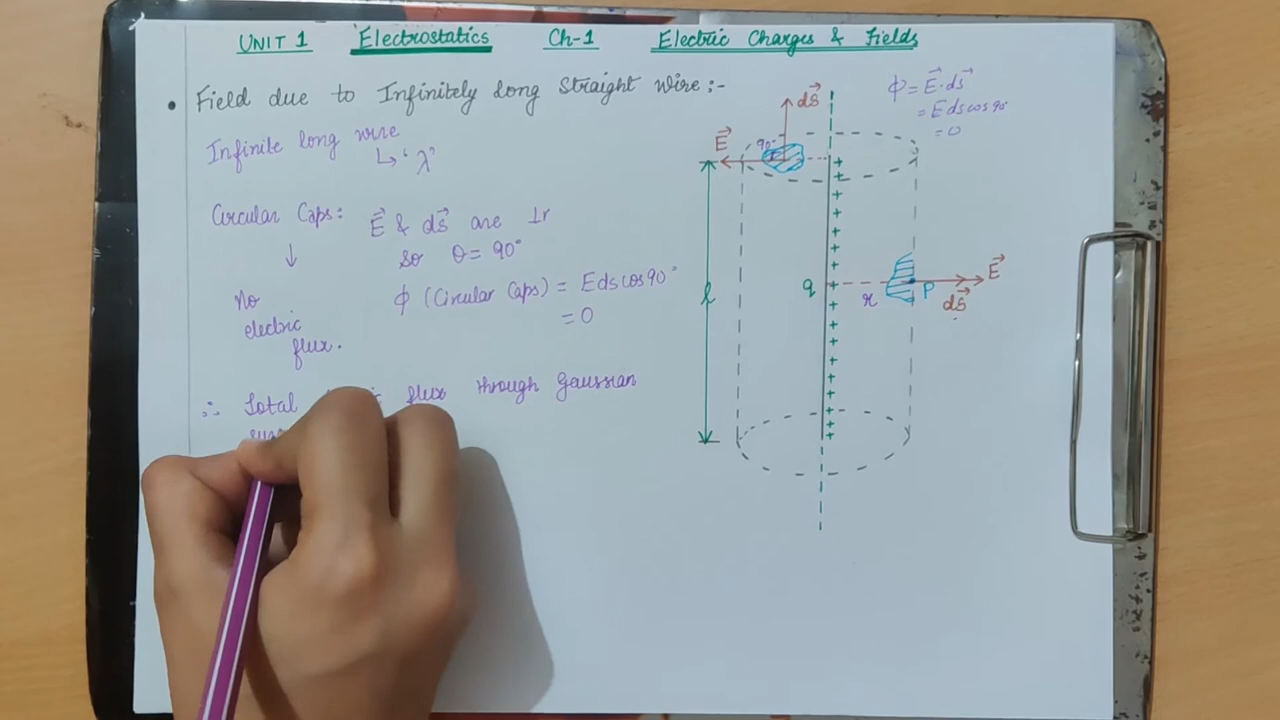 UNIT 1 Electrostatics Ch-1 Electric Charges & Fields
• Field due to Infinitely Long Straight Wire :-
Infinite long wire
↳ 'λ'
Circular Caps: E⃗ & ds⃗ are ⊥r
so θ = 90°
↓
No electric flux.
ϕ (Circular Caps) = E ds cos 90°
= 0
∴ Total flux through Gaussian
ϕ = E⃗ · ds⃗
= E ds cos 90°
= 0
ds⃗
E⃗
90°
l
q
r
P
E⃗
ds⃗